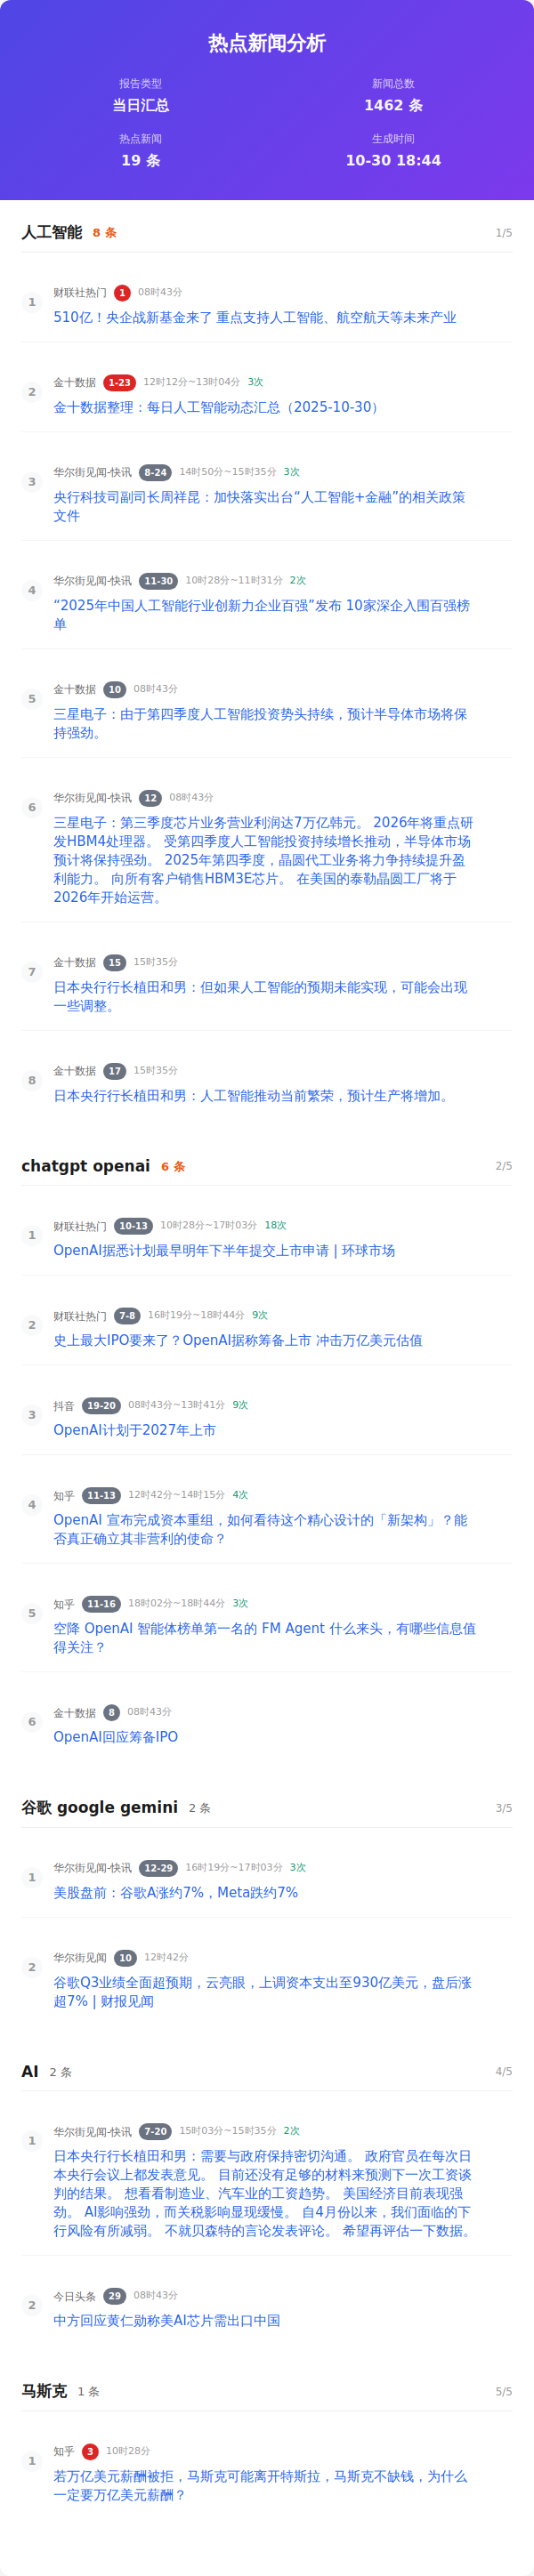 热点新闻分析
报告类型
新闻总数
当日汇总
1462 条
热点新闻
生成时间
19 条
10-30 18:44
人工智能 8 条 1/5
财联社热门 1 08时43分
1
510亿！央企战新基金来了 重点支持人工智能、航空航天等未来产业
金十数据 1-23 12时12分~13时04分 3次
2
金十数据整理：每日人工智能动态汇总（2025-10-30）
华尔街见闻-快讯 8-24 14时50分~15时35分 3次
3
央行科技司副司长周祥昆：加快落实出台“人工智能+金融”的相关政策
文件
华尔街见闻-快讯 11-30 10时28分~11时31分 2次
4
“2025年中国人工智能行业创新力企业百强”发布 10家深企入围百强榜
单
金十数据 10 08时43分
5
三星电子：由于第四季度人工智能投资势头持续，预计半导体市场将保
持强劲。
华尔街见闻-快讯 12 08时43分
6
三星电子：第三季度芯片业务营业利润达7万亿韩元。 2026年将重点研
发HBM4处理器。 受第四季度人工智能投资持续增长推动，半导体市场
预计将保持强劲。 2025年第四季度，晶圆代工业务将力争持续提升盈
利能力。 向所有客户销售HBM3E芯片。 在美国的泰勒晶圆工厂将于
2026年开始运营。
金十数据 15 15时35分
7
日本央行行长植田和男：但如果人工智能的预期未能实现，可能会出现
一些调整。
金十数据 17 15时35分
8
日本央行行长植田和男：人工智能推动当前繁荣，预计生产将增加。
chatgpt openai 6 条 2/5
财联社热门 10-13 10时28分~17时03分 18次
1
OpenAI据悉计划最早明年下半年提交上市申请 | 环球市场
财联社热门 7-8 16时19分~18时44分 9次
2
史上最大IPO要来了？OpenAI据称筹备上市 冲击万亿美元估值
抖音 19-20 08时43分~13时41分 9次
3
OpenAI计划于2027年上市
知乎 11-13 12时42分~14时15分 4次
4
OpenAI 宣布完成资本重组，如何看待这个精心设计的「新架构」？能
否真正确立其非营利的使命？
知乎 11-16 18时02分~18时44分 3次
5
空降 OpenAI 智能体榜单第一名的 FM Agent 什么来头，有哪些信息值
得关注？
金十数据 8 08时43分
6
OpenAI回应筹备IPO
谷歌 google gemini 2 条 3/5
华尔街见闻-快讯 12-29 16时19分~17时03分 3次
1
美股盘前：谷歌A涨约7%，Meta跌约7%
华尔街见闻 10 12时42分
2
谷歌Q3业绩全面超预期，云亮眼，上调资本支出至930亿美元，盘后涨
超7% | 财报见闻
AI 2 条 4/5
华尔街见闻-快讯 7-20 15时03分~15时35分 2次
1
日本央行行长植田和男：需要与政府保持密切沟通。 政府官员在每次日
本央行会议上都发表意见。 目前还没有足够的材料来预测下一次工资谈
判的结果。 想看看制造业、汽车业的工资趋势。 美国经济目前表现强
劲。 AI影响强劲，而关税影响显现缓慢。 自4月份以来，我们面临的下
行风险有所减弱。 不就贝森特的言论发表评论。 希望再评估一下数据。
今日头条 29 08时43分
2
中方回应黄仁勋称美AI芯片需出口中国
马斯克 1 条 5/5
知乎 3 10时28分
1
若万亿美元薪酬被拒，马斯克可能离开特斯拉，马斯克不缺钱，为什么
一定要万亿美元薪酬？